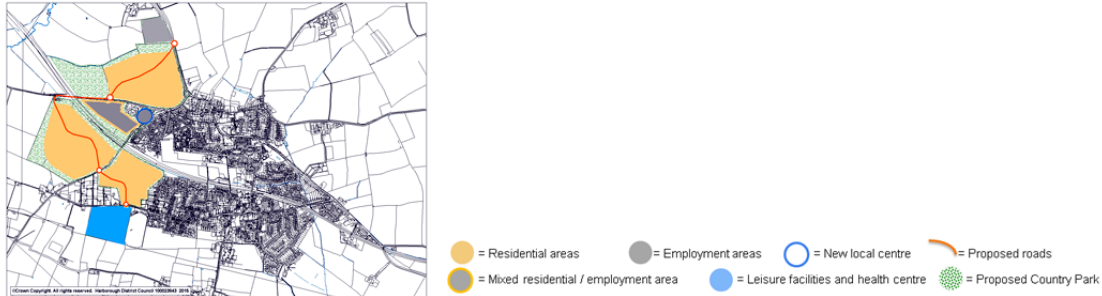 = Residential areas
= Employment areas
= New local centre
= Proposed roads
= Mixed residential / employment area
= Leisure facilities and health centre
= Proposed Country Park
©Crown Copyright. All rights reserved. Harborough District Council 100023843 2015